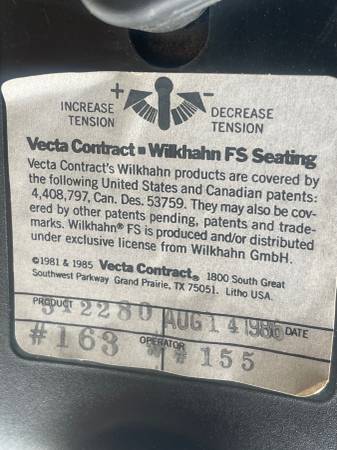 + -
INCREASE TENSION DECREASE TENSION
Vecta Contract ▪ Wilkhahn FS Seating
Vecta Contract's Wilkhahn products are covered by
the following United States and Canadian patents:
4,408,797, Can. Des. 53759. They may also be cov-
ered by other patents pending, patents and trade-
marks. Wilkhahn® FS is produced and/or distributed
under exclusive license from Wilkhahn GmbH.
©1981 & 1985 Vecta Contract® 1800 South Great
Southwest Parkway Grand Prairie, TX 75051. Litho USA.
PRODUCT 342280 AUG 14 1986 DATE
#163 OPERATOR # 155